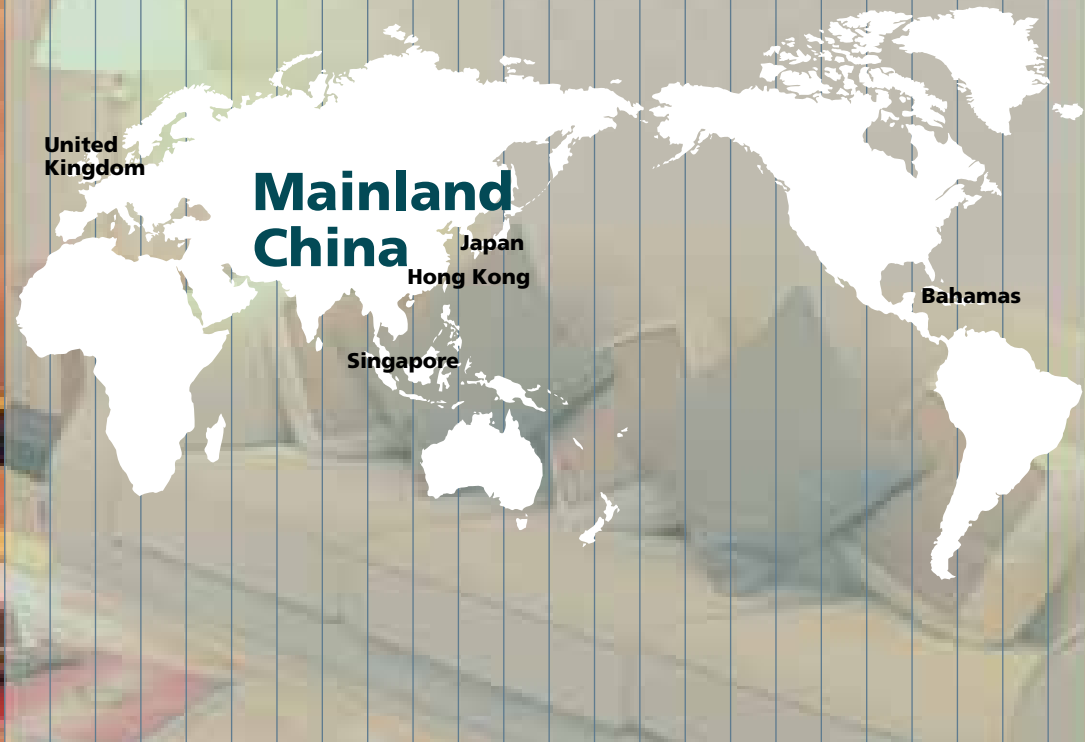 United
Kingdom
Mainland
China
Japan
Hong Kong
Bahamas
Singapore